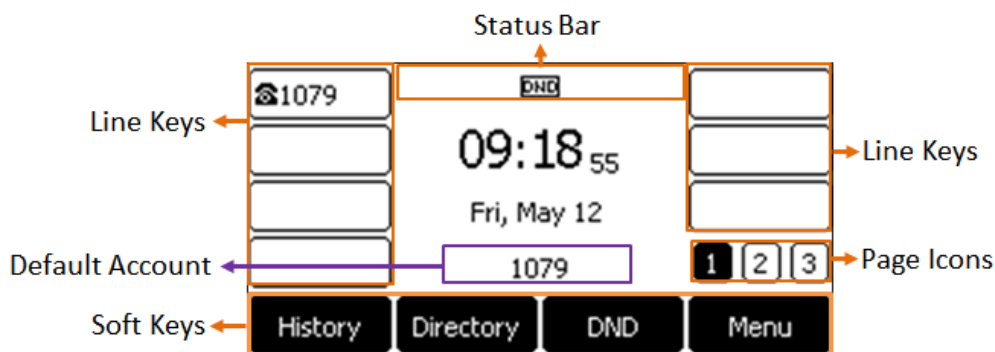 Status Bar
DND
☎1079
Line Keys
09:18 55
Line Keys
Fri, May 12
Default Account
1079
1 2 3
Page Icons
Soft Keys
History Directory DND Menu